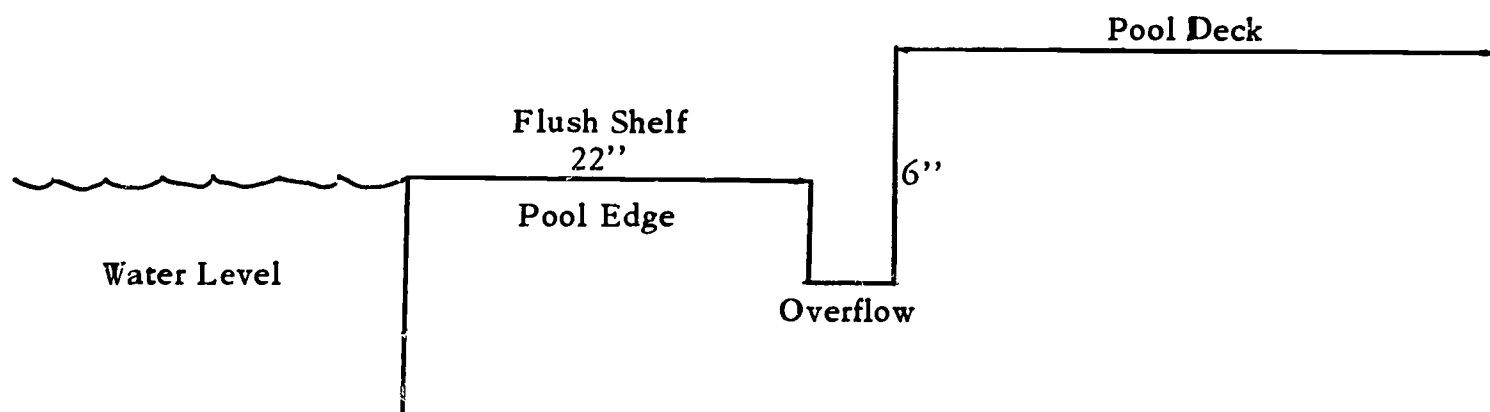 Pool Deck
Flush Shelf
22’’
6’’
Pool Edge
Water Level
Overflow